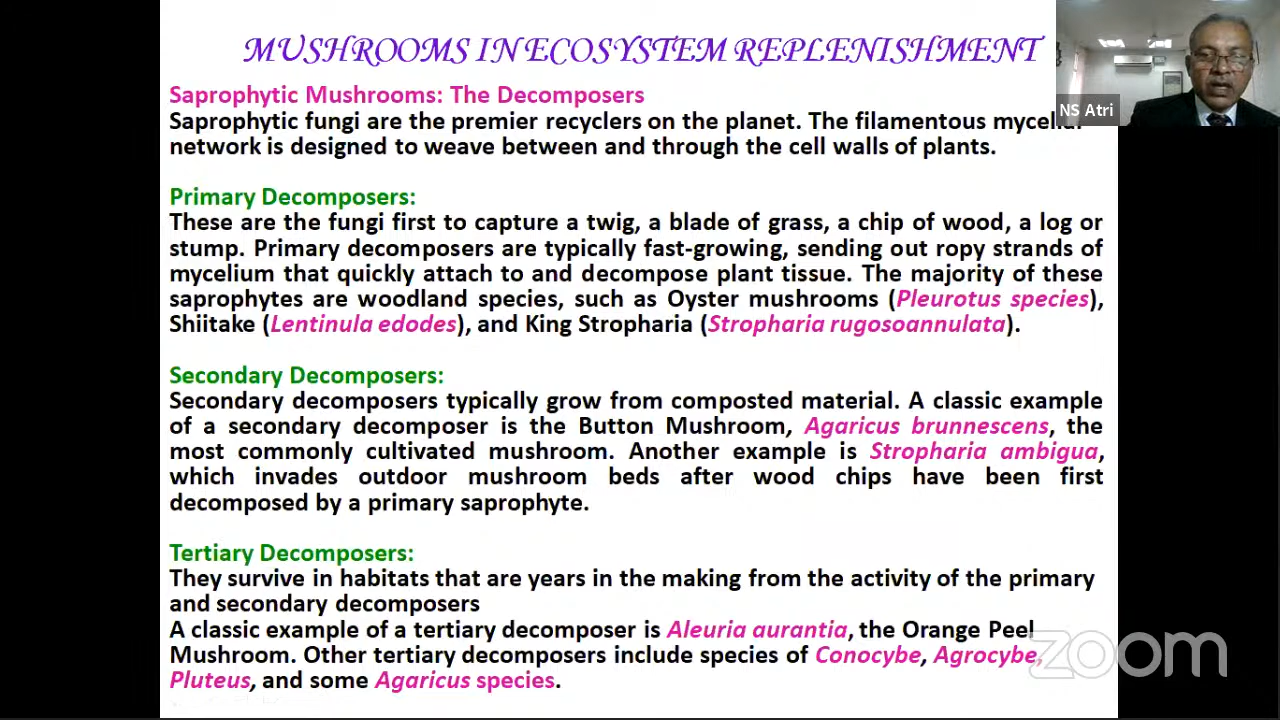 MUSHROOMS IN ECOSYSTEM REPLENISHMENT
Saprophytic Mushrooms: The Decomposers
Saprophytic fungi are the premier recyclers on the planet. The filamentous mycelial
network is designed to weave between and through the cell walls of plants.
NS Atri
Primary Decomposers:
These are the fungi first to capture a twig, a blade of grass, a chip of wood, a log or
stump. Primary decomposers are typically fast-growing, sending out ropy strands of
mycelium that quickly attach to and decompose plant tissue. The majority of these
saprophytes are woodland species, such as Oyster mushrooms (Pleurotus species),
Shiitake (Lentinula edodes), and King Stropharia (Stropharia rugosoannulata).
Secondary Decomposers:
Secondary decomposers typically grow from composted material. A classic example
of a secondary decomposer is the Button Mushroom, Agaricus brunnescens, the
most commonly cultivated mushroom. Another example is Stropharia ambigua,
which invades outdoor mushroom beds after wood chips have been first
decomposed by a primary saprophyte.
Tertiary Decomposers:
They survive in habitats that are years in the making from the activity of the primary
and secondary decomposers
A classic example of a tertiary decomposer is Aleuria aurantia, the Orange Peel
Mushroom. Other tertiary decomposers include species of Conocybe, Agrocybe,
Pluteus, and some Agaricus species.
zoom